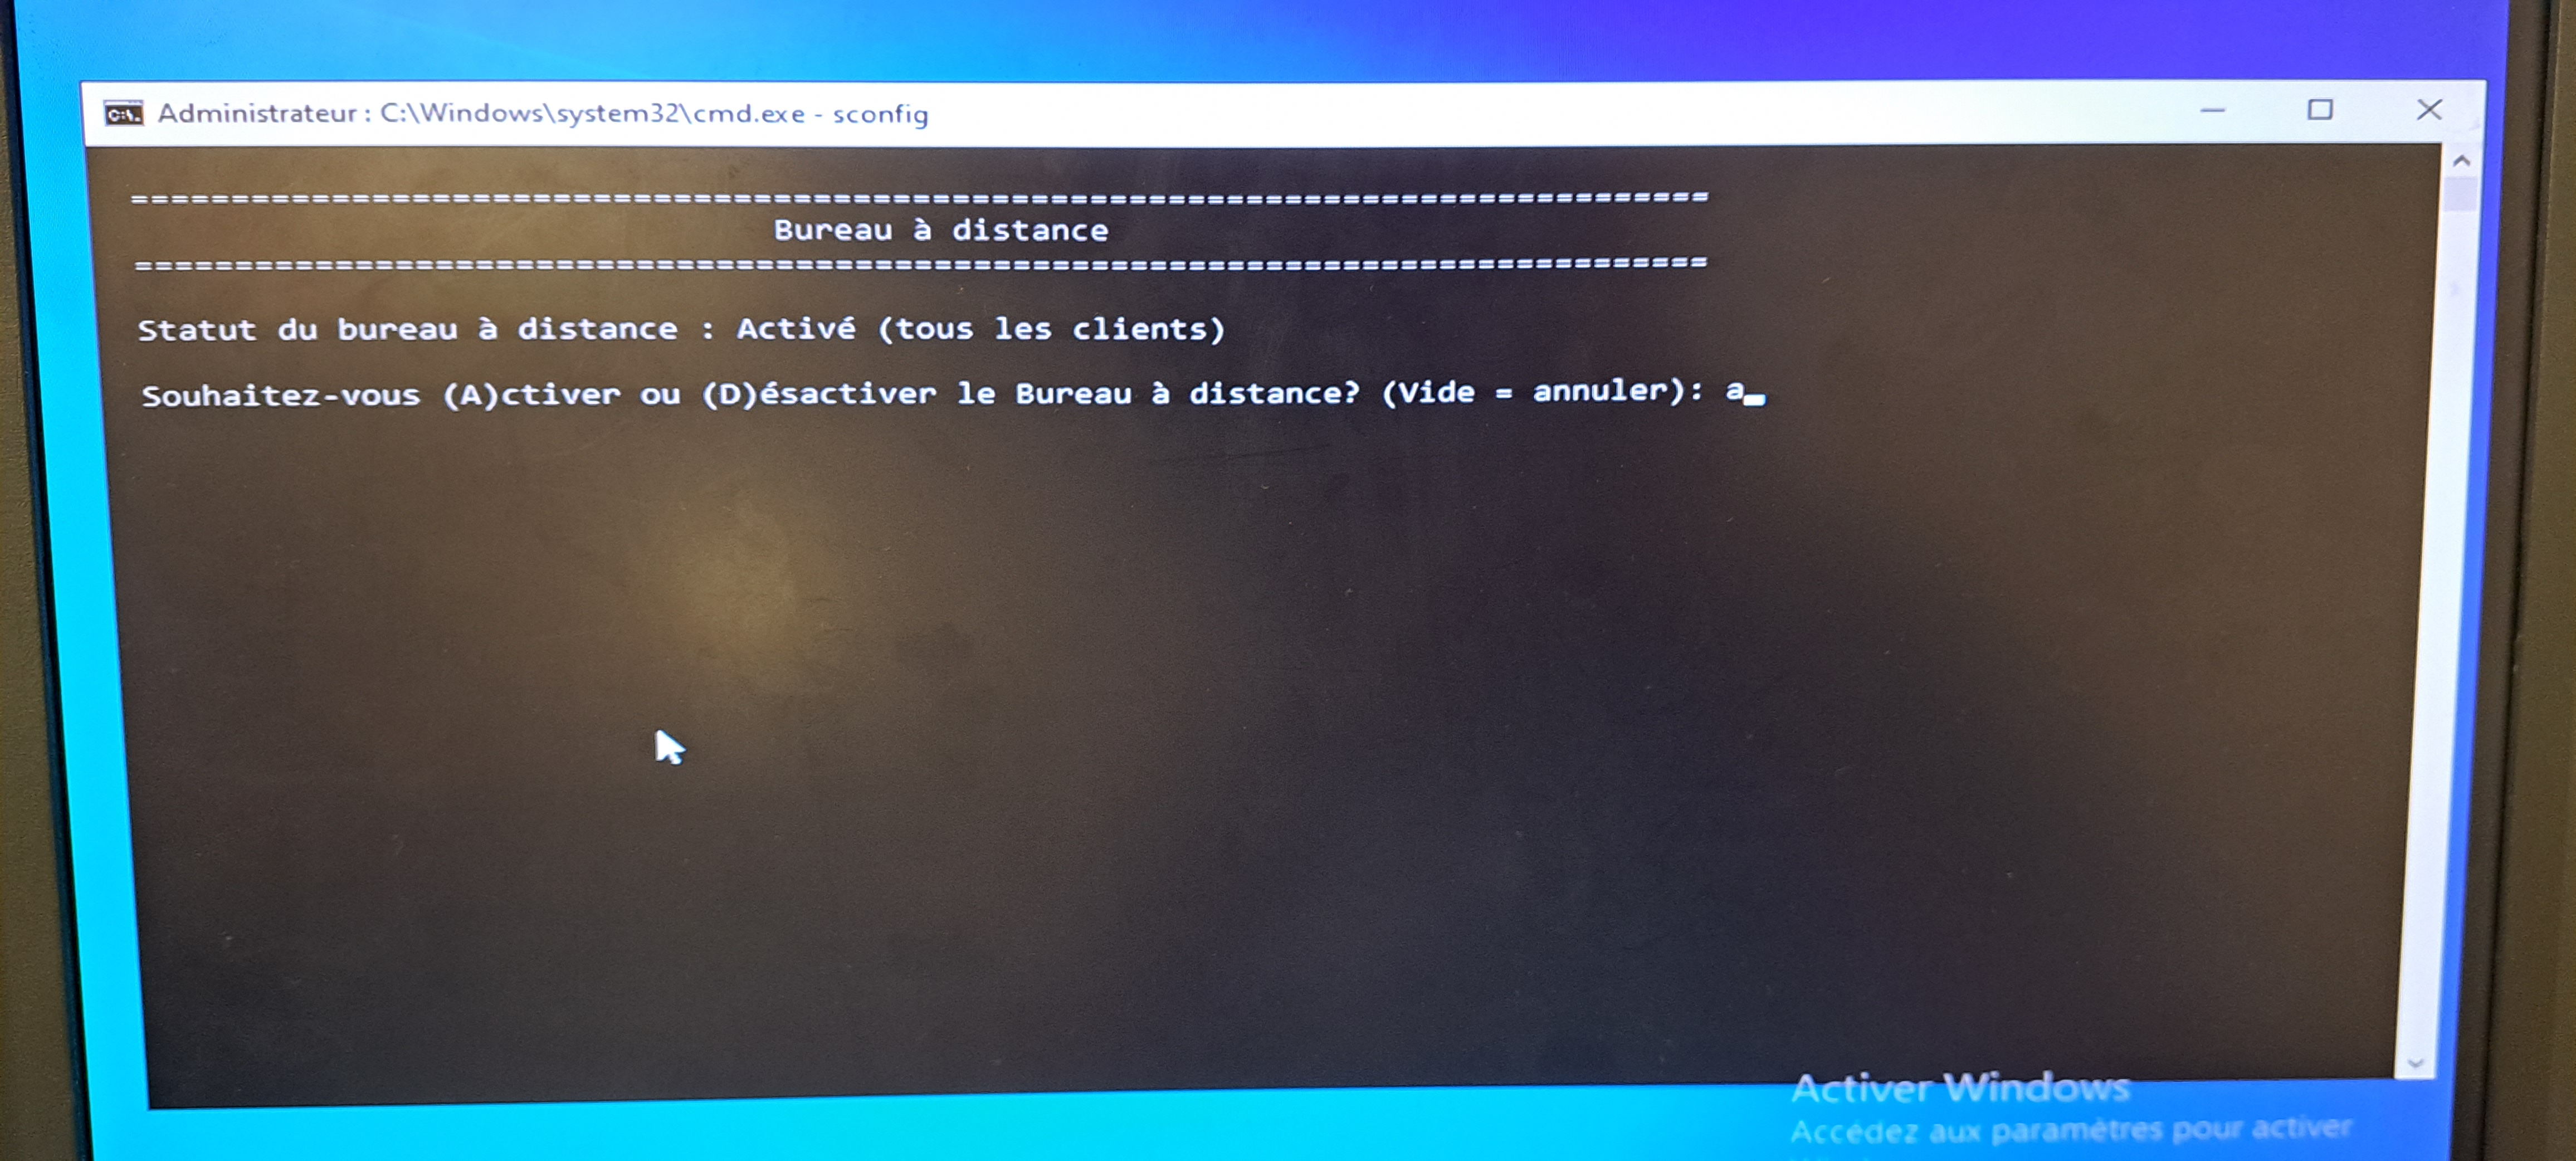 Administrateur : C:\Windows\system32\cmd.exe - sconfig
===============================================================================
Bureau à distance
===============================================================================
Statut du bureau à distance : Activé (tous les clients)
Souhaitez-vous (A)ctiver ou (D)ésactiver le Bureau à distance? (Vide = annuler): a
Activer Windows
Accédez aux paramètres pour activer